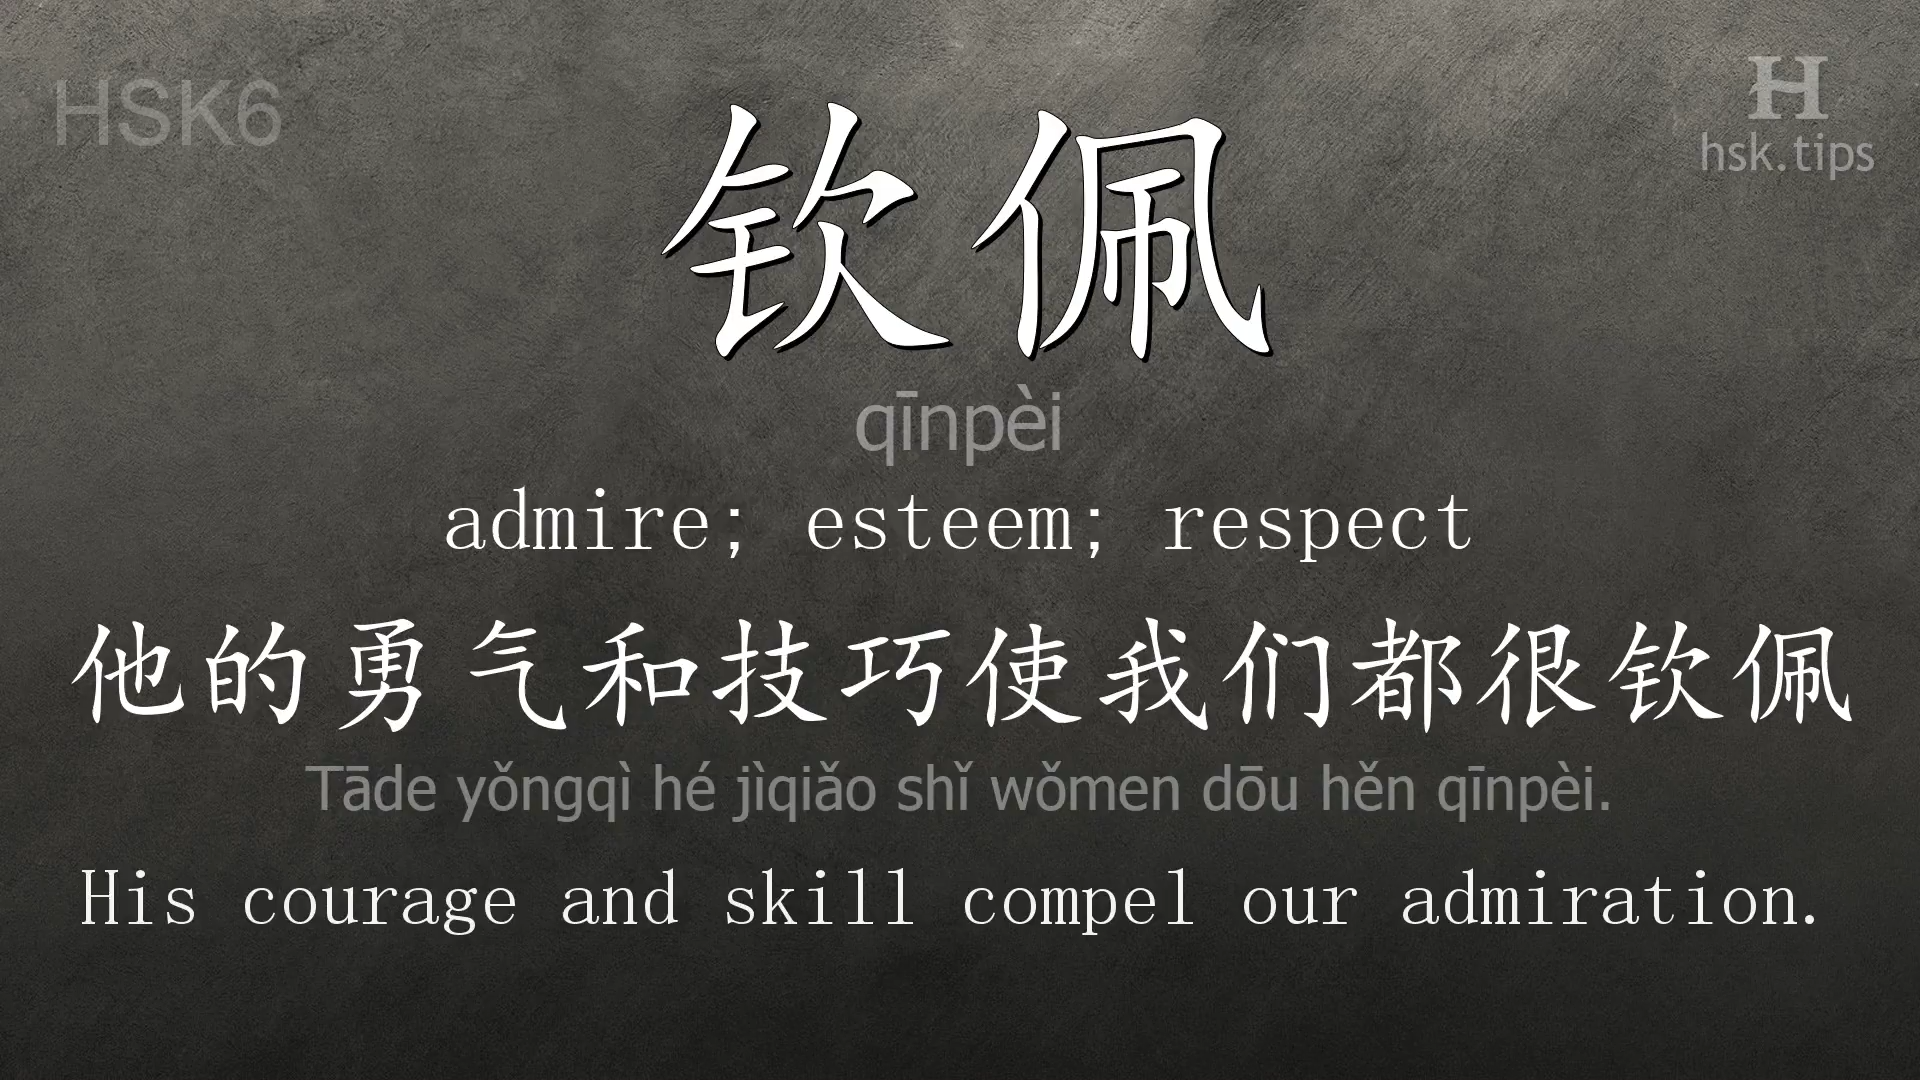 HSK6
H
hsk.tips
钦佩
qīnpèi
admire; esteem; respect
他的勇气和技巧使我们都很钦佩
Tāde yǒngqì hé jìqiǎo shǐ wǒmen dōu hěn qīnpèi.
His courage and skill compel our admiration.